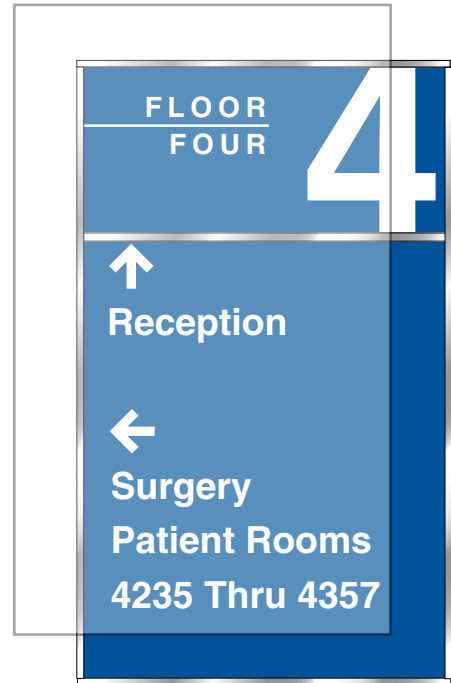 FLOOR
FOUR
4
↑
Reception
←
Surgery
Patient Rooms
4235 Thru 4357